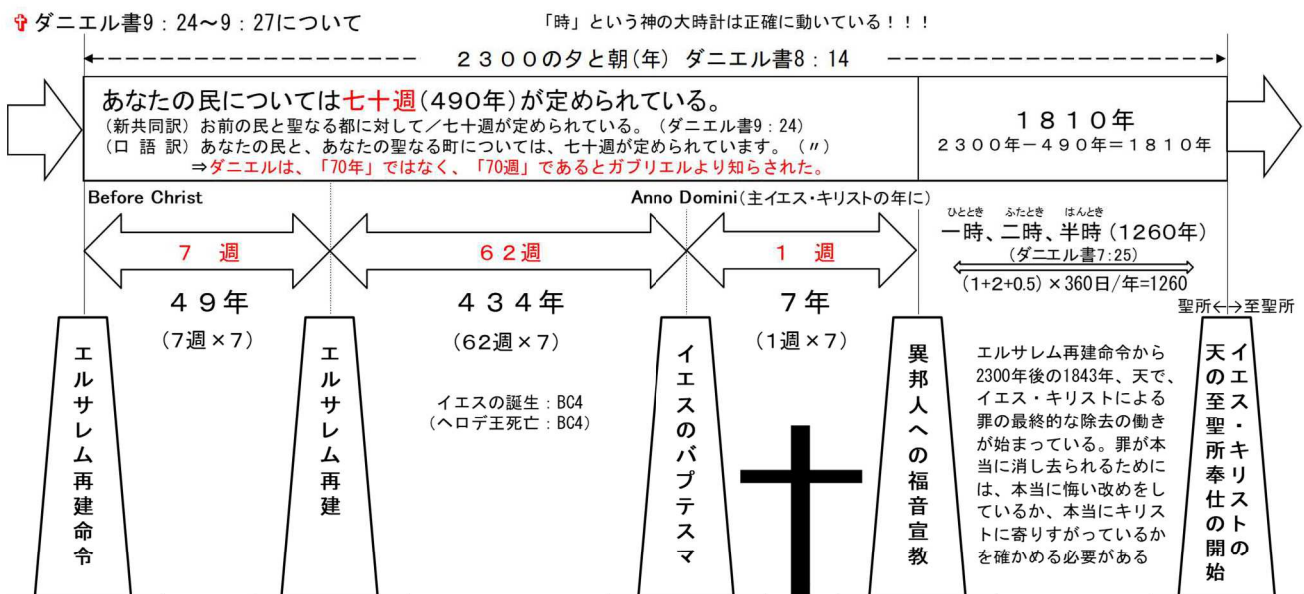 ✞ダニエル書9：24～9：27について
「時」という神の大時計は正確に動いている！！！
２３００の夕と朝(年) ダニエル書8：14
あなたの民については七十週(490年)が定められている。
(新共同訳) お前の民と聖なる都に対して／七十週が定められている。(ダニエル書9：24)
(口 語 訳) あなたの民と、あなたの聖なる町については、七十週が定められています。(〃)
⇒ダニエルは、「70年」ではなく、「70週」であるとガブリエルより知らされた。
１８１０年
２３００年－４９０年＝１８１０年
Before Christ
Anno Domini(主イエス・キリストの年に)
７ 週
６２週
１ 週
ひととき ふたとき はんとき
一時、二時、半時 (1260年)
(ダニエル書7:25)
(1+2+0.5)×360日/年=1260
４９年
４３４年
７年
(7週×7)
(62週×7)
(1週×7)
聖所←→至聖所
イエスの誕生：BC4
(ヘロデ王死亡：BC4)
エルサレム再建命令
エルサレム再建
イエスのバプテスマ
異邦人への福音宣教
エルサレム再建命令から
2300年後の1843年、天で、
イエス・キリストによる
罪の最終的な除去の働き
が始まっている。罪が本
当に消し去られるために
は、本当に悔い改めをし
ているか、本当にキリス
トに寄りすがっているか
を確かめる必要がある
イエス・キリストの
天の至聖所奉仕の開始